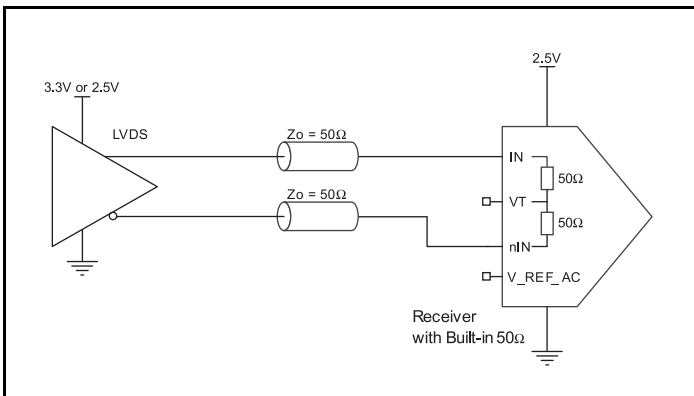 2.5V
3.3V or 2.5V
LVDS
Zo = 50Ω
IN
50Ω
Zo = 50Ω
VT
50Ω
nIN
V_REF_AC
Receiver
with Built-in 50Ω